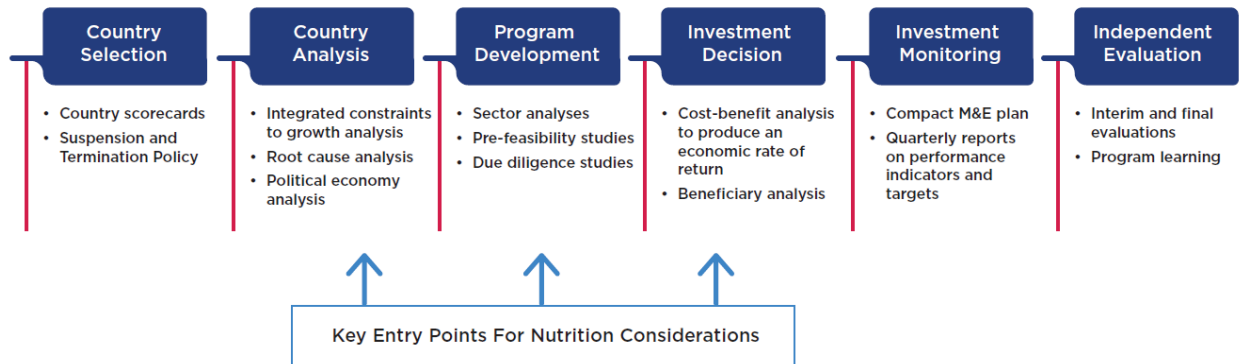 Country
Selection
• Country scorecards
• Suspension and
Termination Policy
Country
Analysis
• Integrated constraints
to growth analysis
• Root cause analysis
• Political economy
analysis
Program
Development
• Sector analyses
• Pre-feasibility studies
• Due diligence studies
Investment
Decision
• Cost-benefit analysis
to produce an
economic rate of
return
• Beneficiary analysis
Investment
Monitoring
• Compact M&E plan
• Quarterly reports
on performance
indicators and
targets
Independent
Evaluation
• Interim and final
evaluations
• Program learning
Key Entry Points For Nutrition Considerations